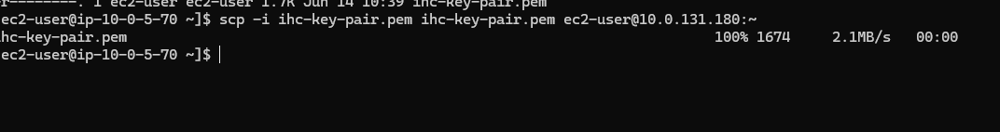 r--------. 1 ec2-user ec2-user 1.7K Jun 14 10:39 ihc-key-pair.pem
ec2-user@ip-10-0-5-70 ~]$ scp -i ihc-key-pair.pem ihc-key-pair.pem ec2-user@10.0.131.180:~
hc-key-pair.pem 100% 1674 2.1MB/s 00:00
ec2-user@ip-10-0-5-70 ~]$